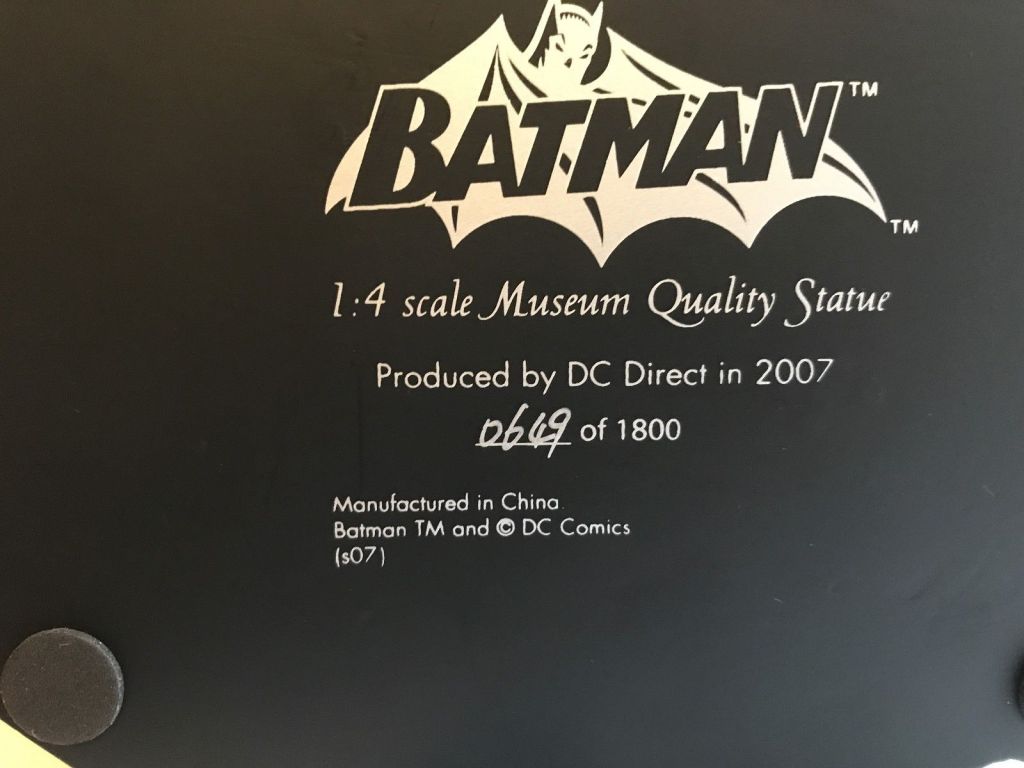 BATMAN™
™
1:4 scale Museum Quality Statue
Produced by DC Direct in 2007
0649 of 1800
Manufactured in China.
Batman TM and © DC Comics
(s07)